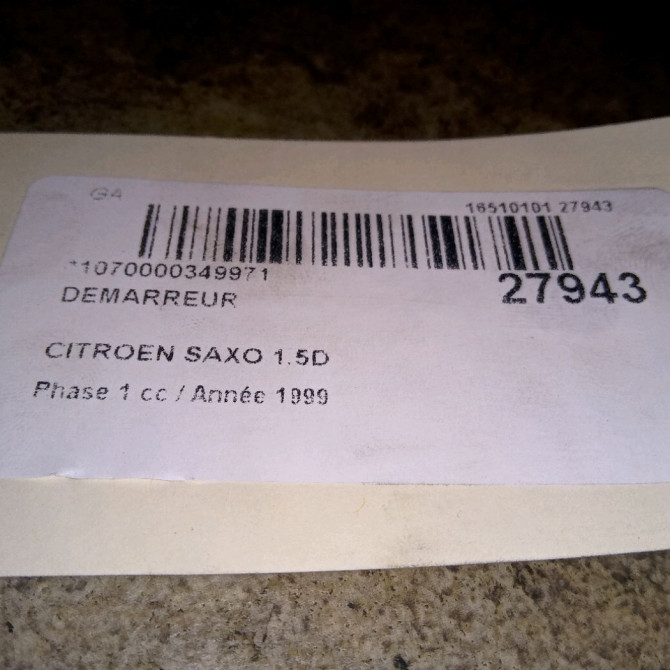 GA
16510101 27943
*1070000349971
27943
DEMARREUR
CITROEN SAXO 1.5D
Phase 1 cc / Année 1999